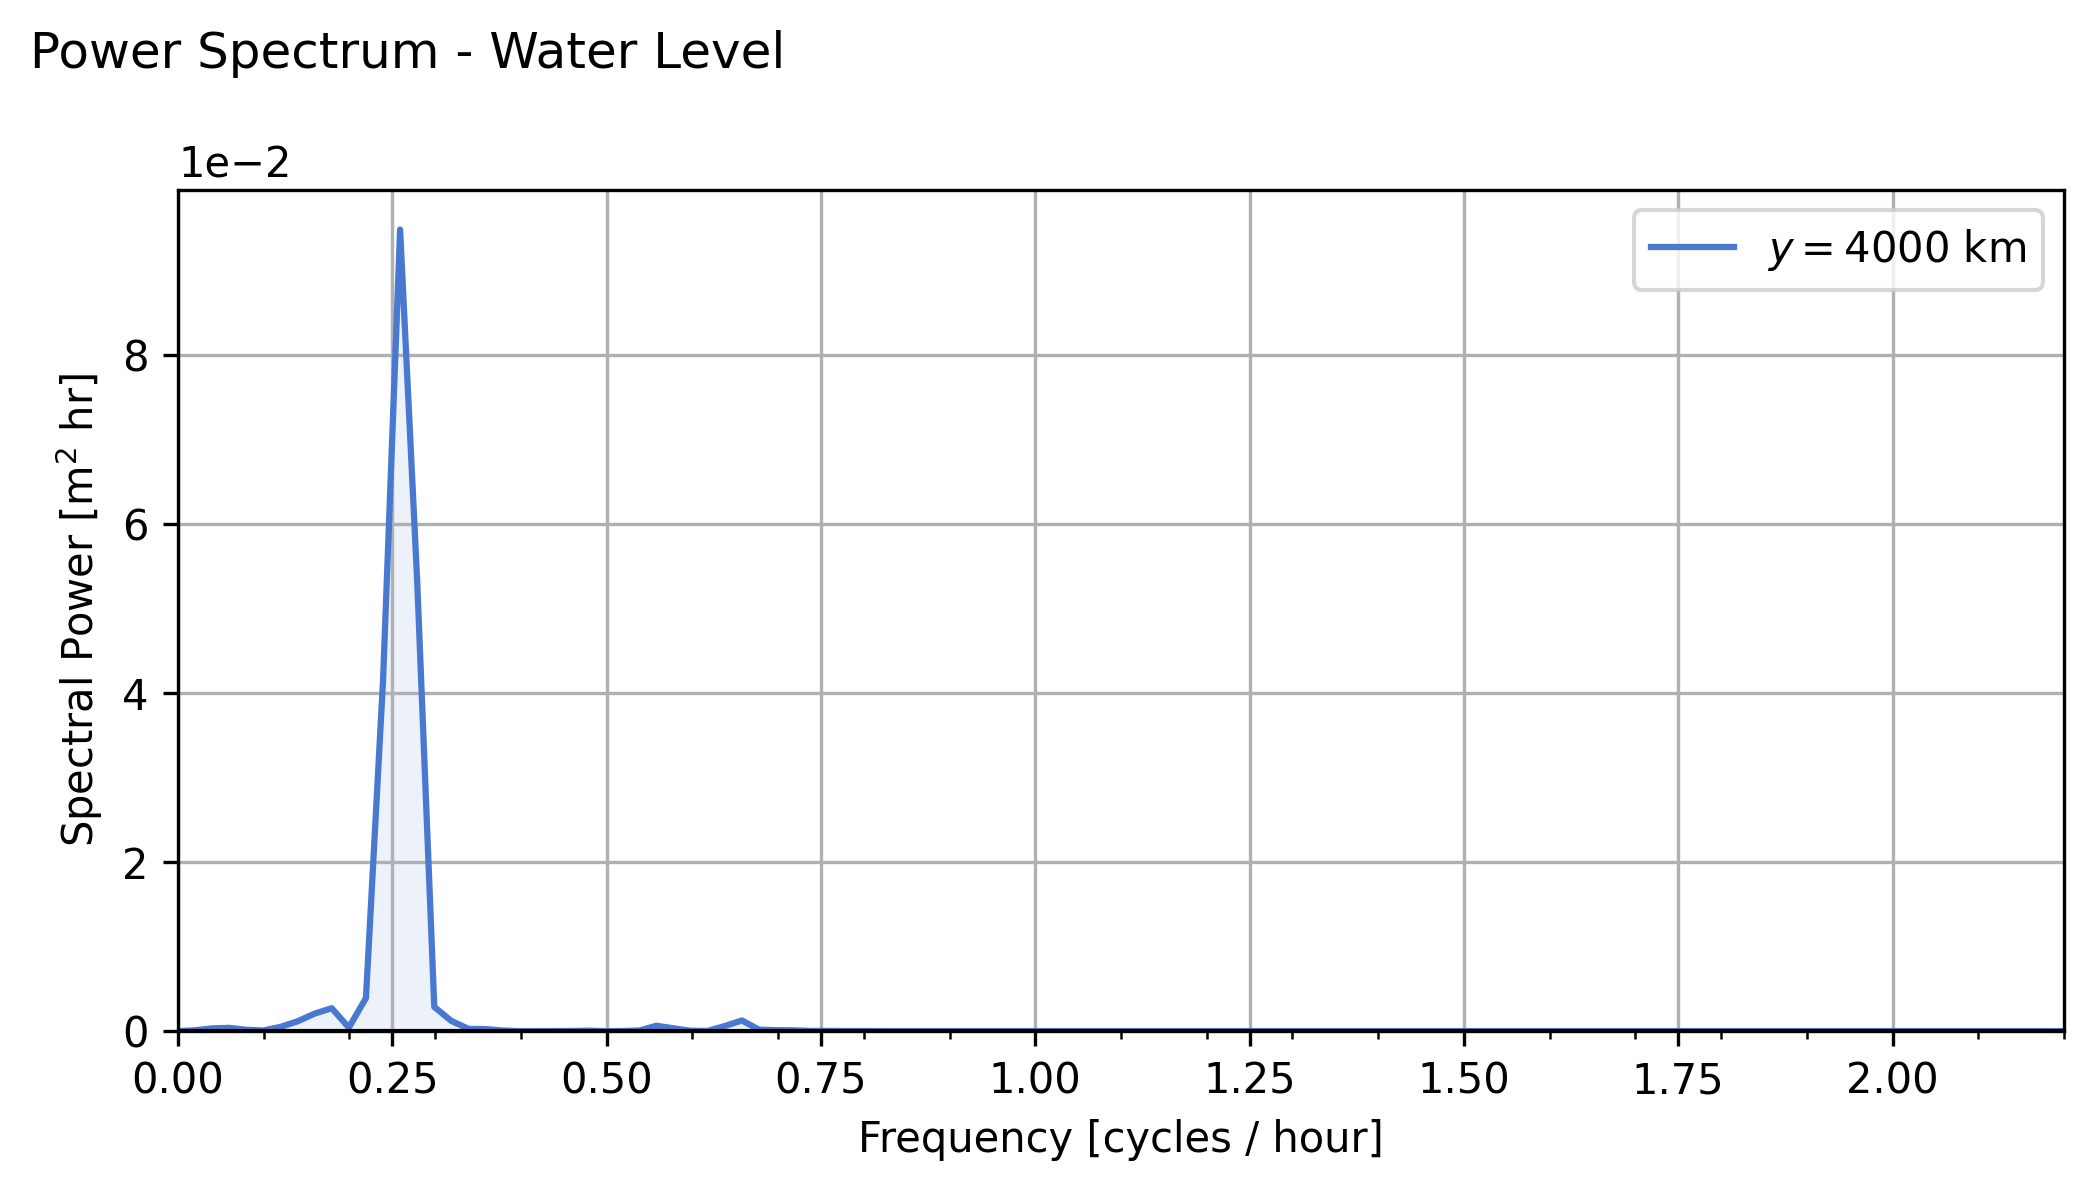 Power Spectrum - Water Level
1e−2
y = 4000 km
8
6
4
2
0
Spectral Power [m² hr]
0.00 0.25 0.50 0.75 1.00 1.25 1.50 1.75 2.00
Frequency [cycles / hour]